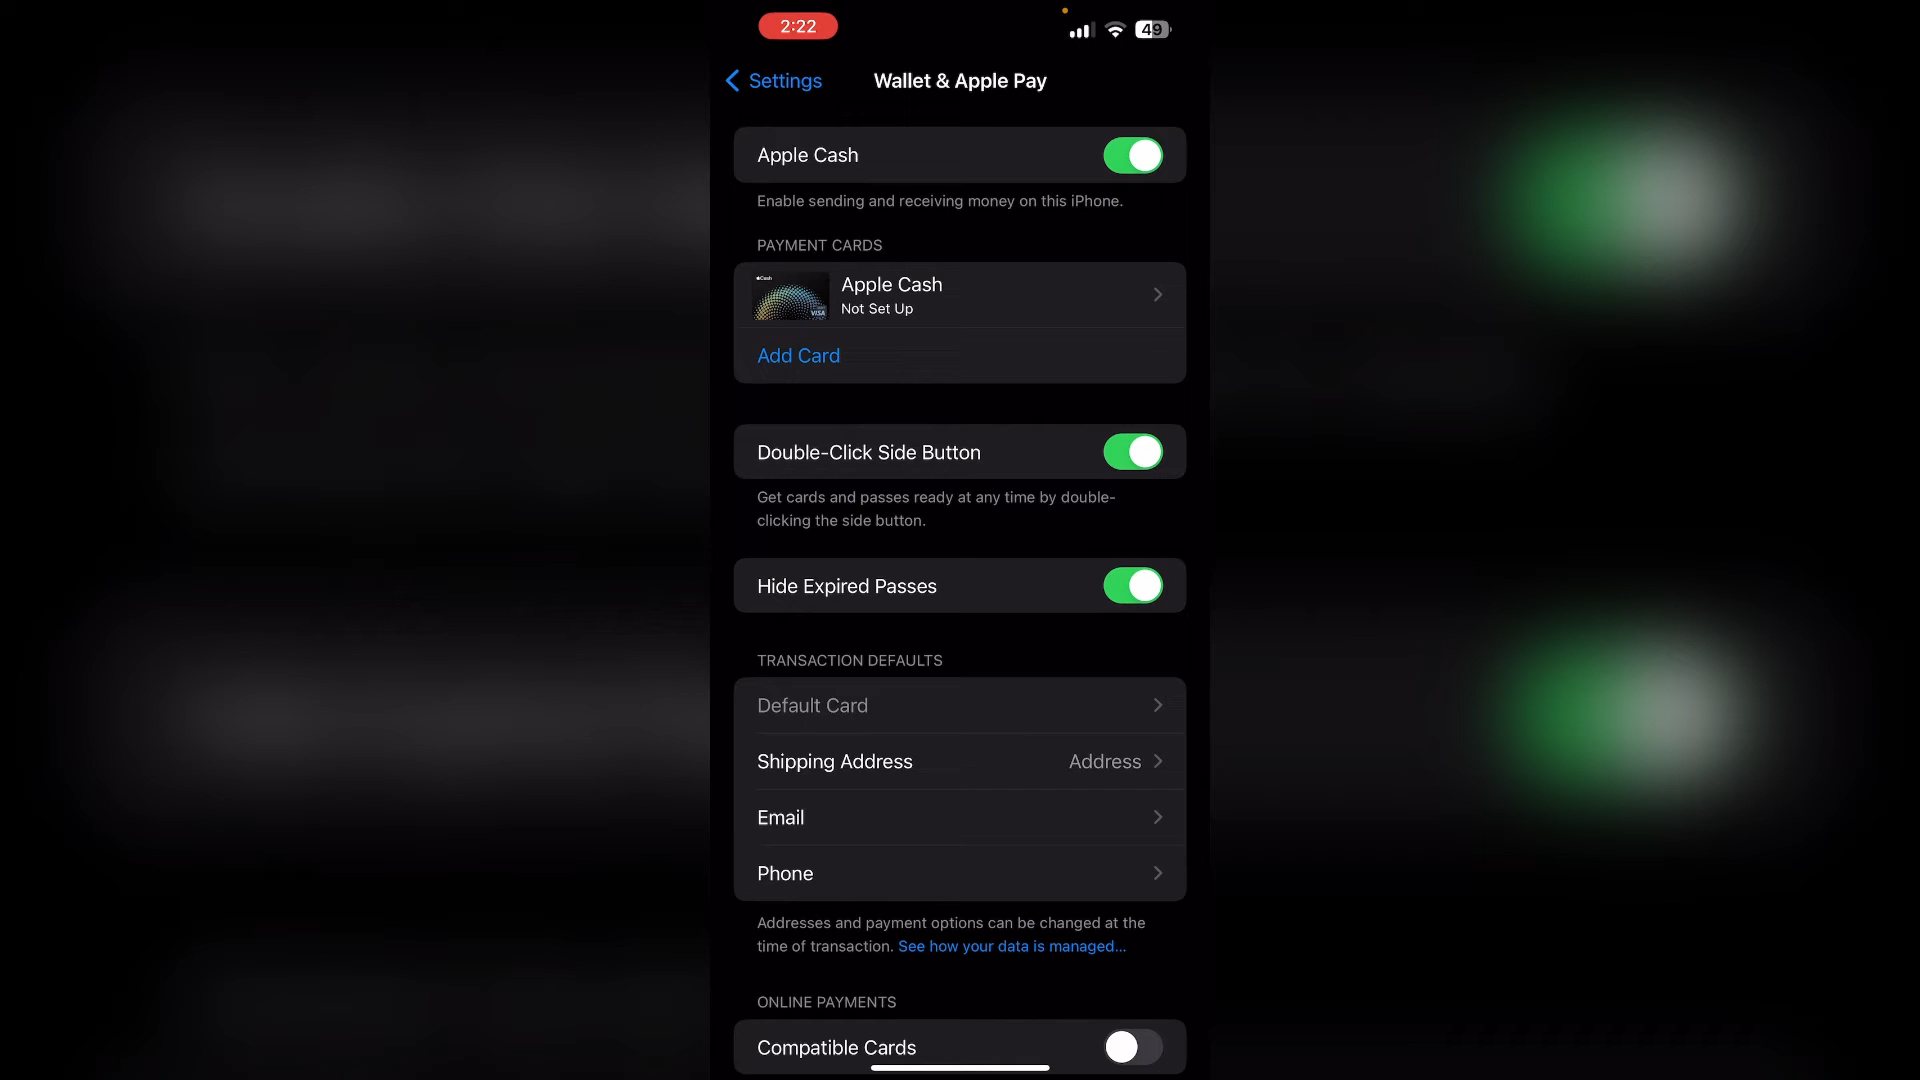 2:22
49
Settings
Wallet & Apple Pay
Apple Cash
Enable sending and receiving money on this iPhone.
PAYMENT CARDS
Cash
VISA
Apple Cash
Not Set Up
Add Card
Double-Click Side Button
Get cards and passes ready at any time by double-
clicking the side button.
Hide Expired Passes
TRANSACTION DEFAULTS
Default Card
Shipping Address
Address
Email
Phone
Addresses and payment options can be changed at the
time of transaction. See how your data is managed...
ONLINE PAYMENTS
Compatible Cards